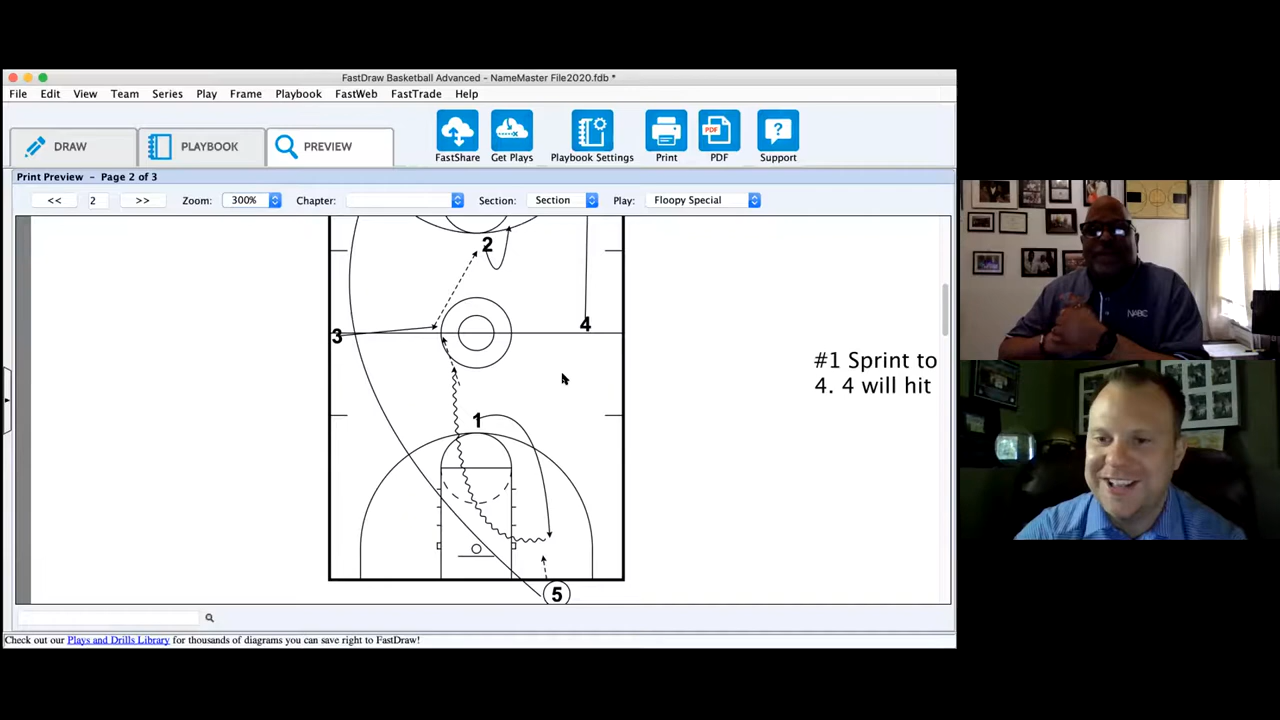 FastDraw Basketball Advanced - NameMaster File2020.fdb *
File Edit View Team Series Play Frame Playbook FastWeb FastTrade Help
DRAW PLAYBOOK PREVIEW
FastShare Get Plays Playbook Settings Print PDF Support
Print Preview - Page 2 of 3
<< 2 >> Zoom: 300% Chapter: Section: Section Play: Floopy Special
2
3
4
1
5
#1 Sprint to
4. 4 will hit
NABC
Check out our Plays and Drills Library for thousands of diagrams you can save right to FastDraw!